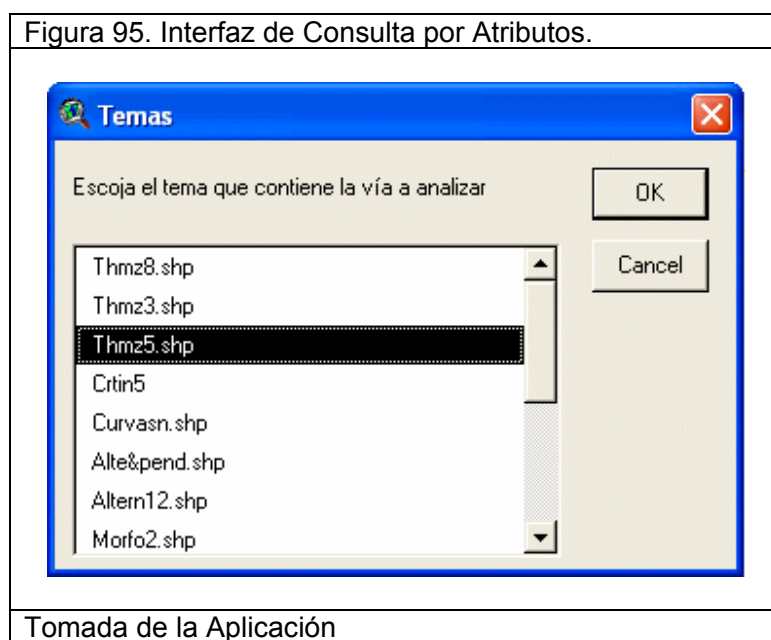 Figura 95. Interfaz de Consulta por Atributos.
Temas
Escoja el tema que contiene la vía a analizar
OK
Cancel
Thmz8.shp
Thmz3.shp
Thmz5.shp
Crtin5
Curvasn.shp
Alte&pend.shp
Altern12.shp
Morfo2.shp
Tomada de la Aplicación